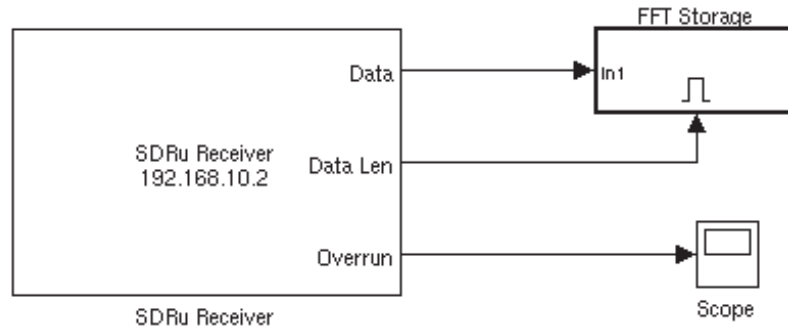 FFT Storage
Data
In1
SDRu Receiver
192.168.10.2
Data Len
Overrun
SDRu Receiver
Scope